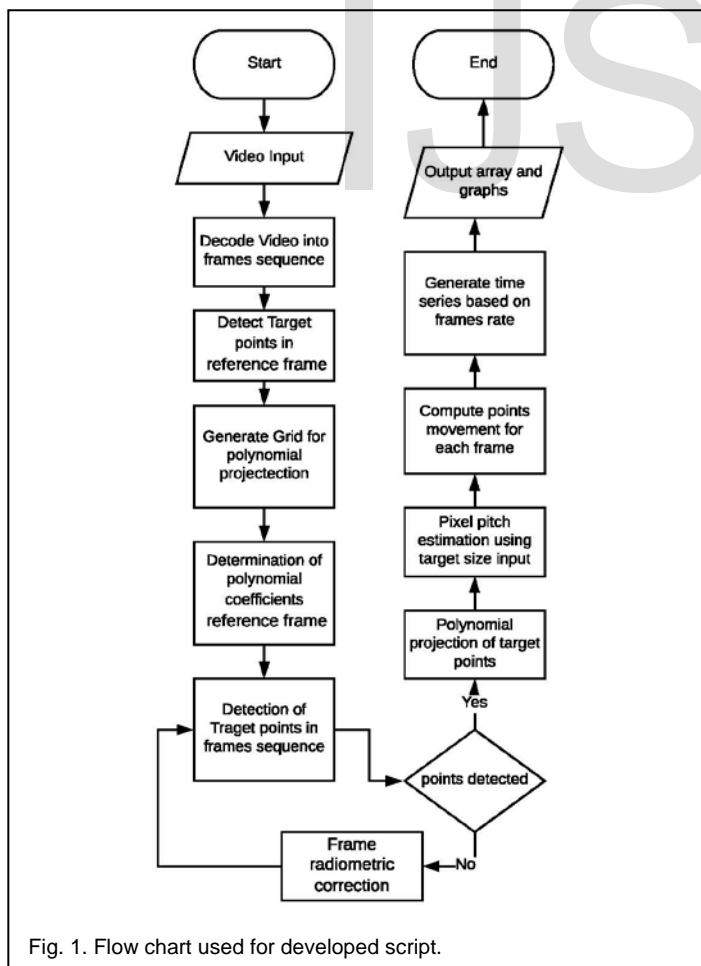 IJS
Start
Video Input
Decode Video into
frames sequence
Detect Target
points in
reference frame
Generate Grid for
polynomial
projectection
Determination of
polynomial
coefficients
reference frame
Detection of
Traget points in
frames sequence
points detected
No
Frame
radiometric
correction
Yes
Polynomial
projection of target
points
Pixel pitch
estimation using
target size input
Compute points
movement for
each frame
Generate time
series based on
frames rate
Output array and
graphs
End
Fig. 1. Flow chart used for developed script.